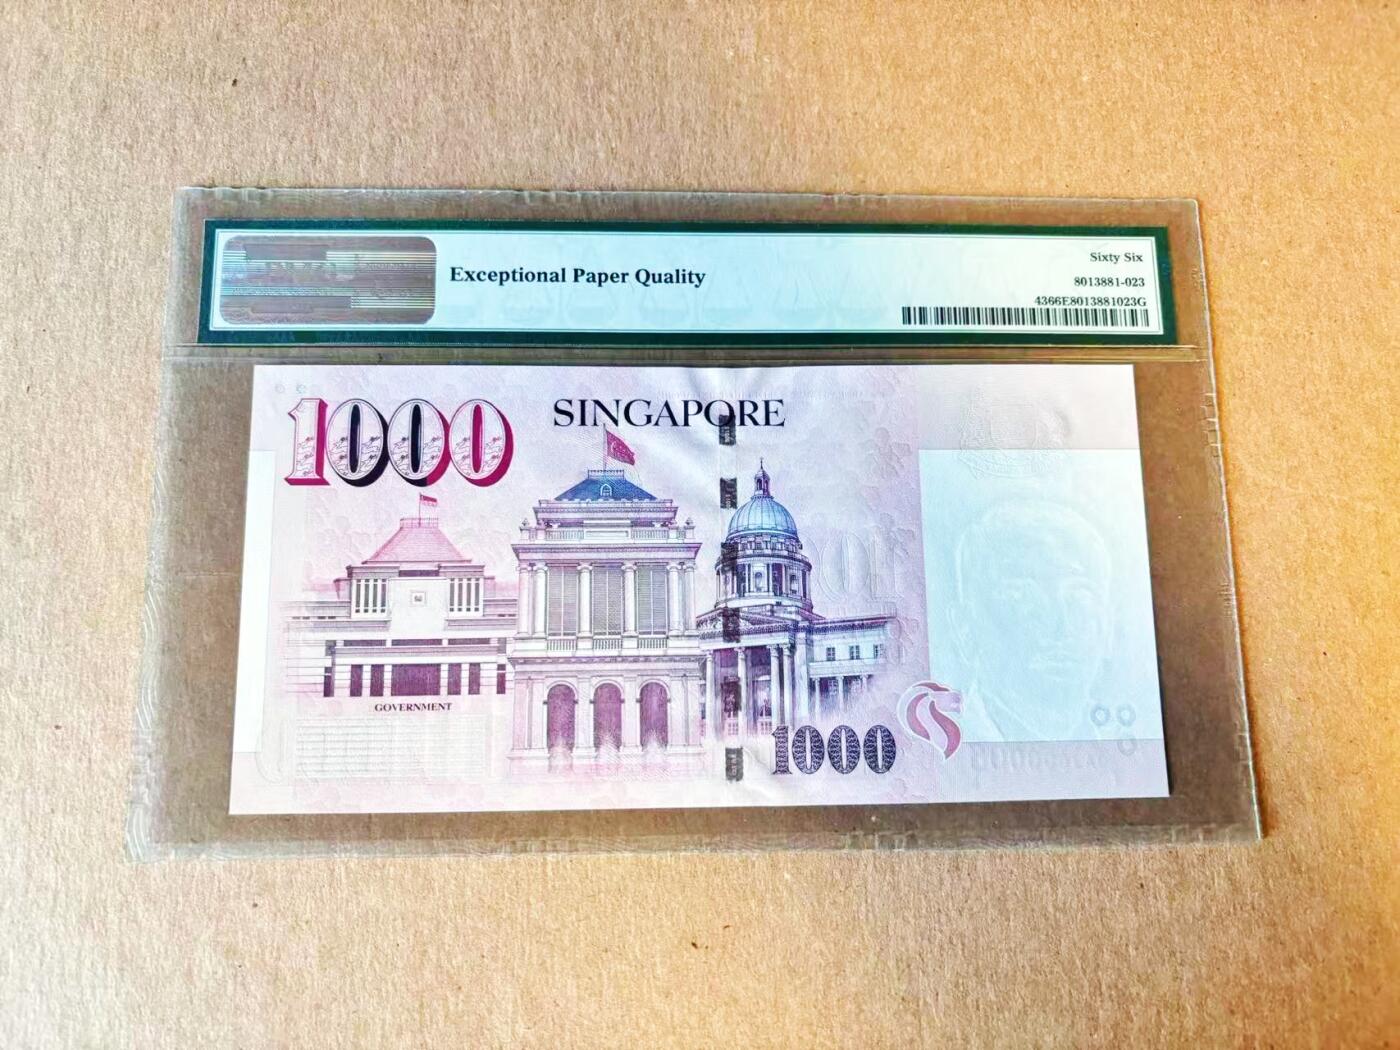 Exceptional Paper Quality
Sixty Six
8013881-023
4366E8013881023G
1000
SINGAPORE
GOVERNMENT
1000